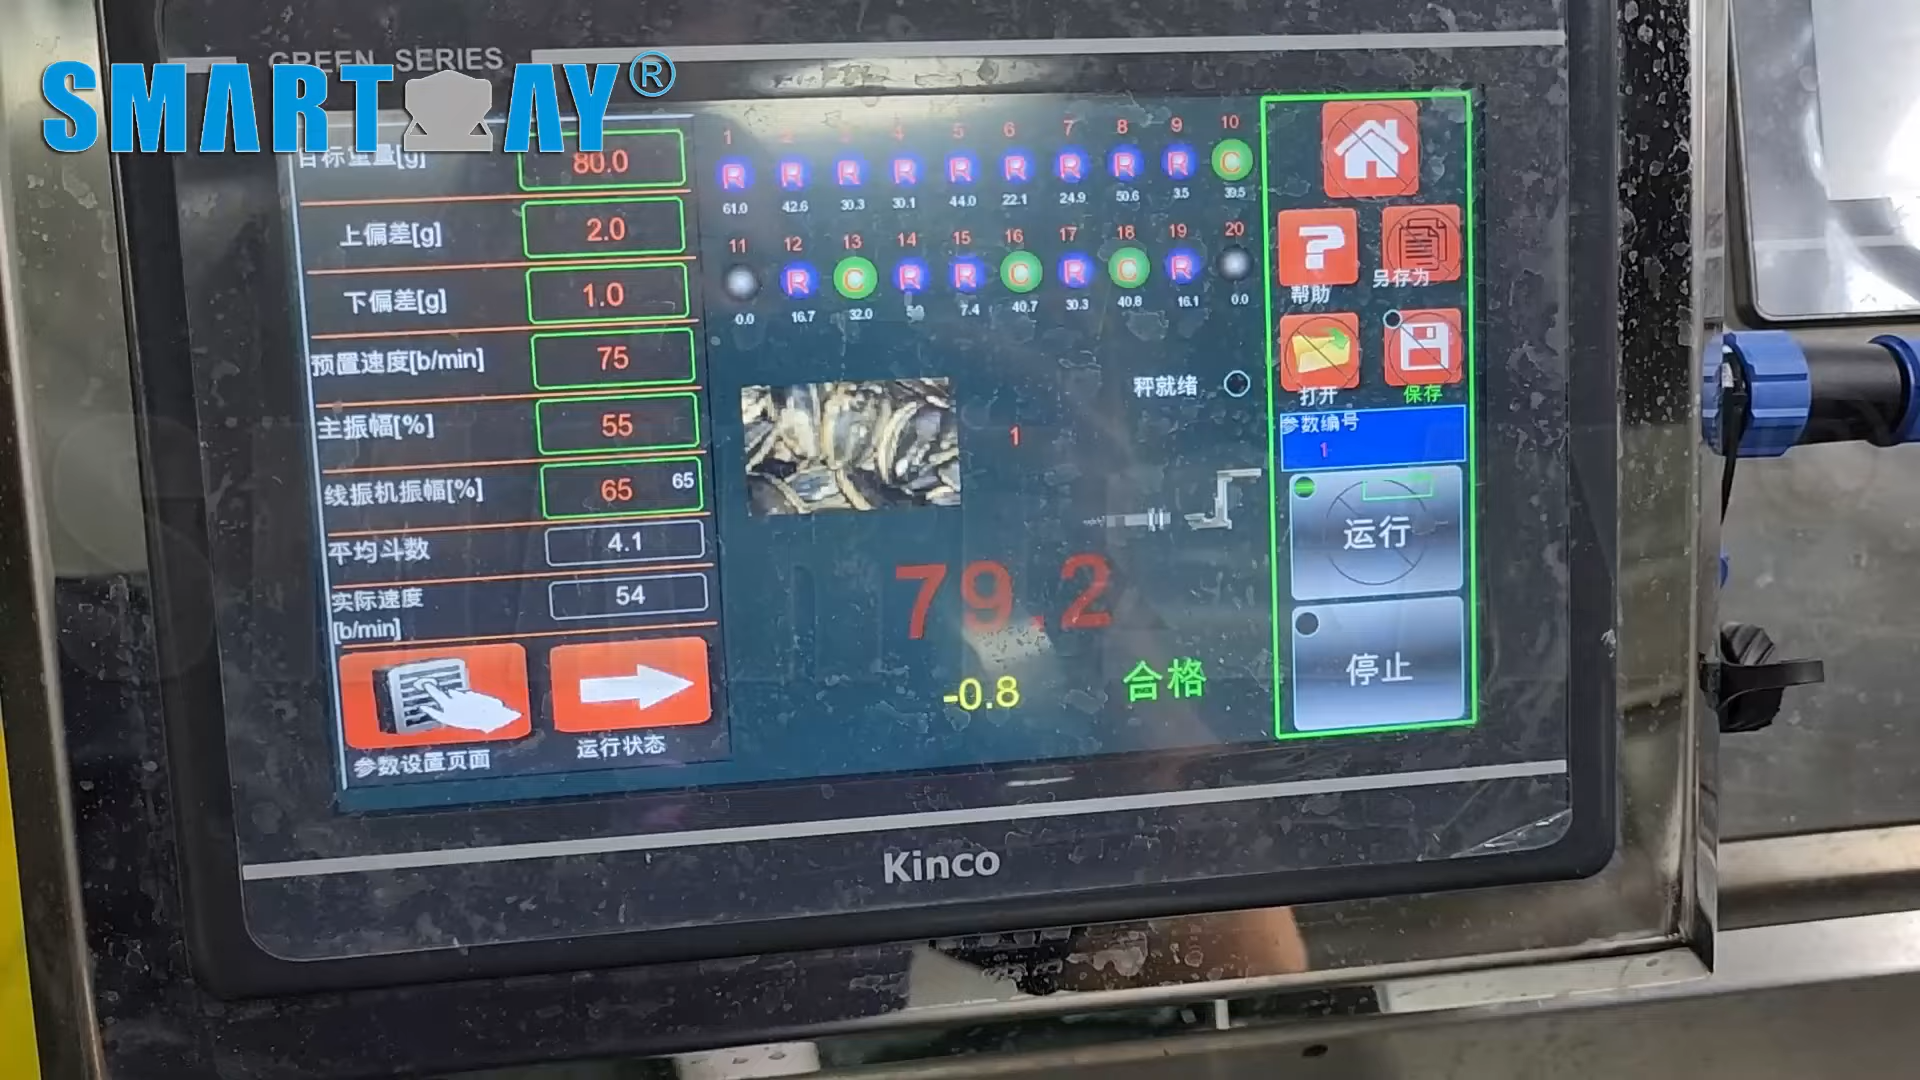 GREEN SERIES
SMART AY®
目标重量[g] 80.0
上偏差[g] 2.0
下偏差[g] 1.0
预置速度[b/min] 75
主振幅[%] 55
线振机振幅[%] 65 65
平均斗数 4.1
实际速度 54
[b/min]
参数设置页面
运行状态
1 2 3 4 5 6 7 8 9 10
R R R R R R R R R C
61.0 42.6 30.3 30.1 44.0 22.1 24.9 50.6 3.5 39.5
11 12 13 14 15 16 17 18 19 20
R C R R C R C R
0.0 16.7 32.0 7.4 40.7 30.3 40.8 16.1 0.0
秤就绪
1
79.2
-0.8
合格
?
帮助
另存为
打开
保存
参数编号
1
运行
停止
Kinco